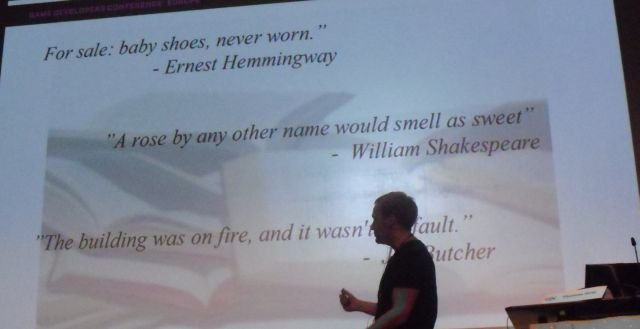 GAME DEVELOPERS CONFERENCE EUROPE
For sale: baby shoes, never worn.”
- Ernest Hemmingway
”A rose by any other name would smell as sweet”
- William Shakespeare
”The building was on fire, and it wasn't fault.”
- Butcher